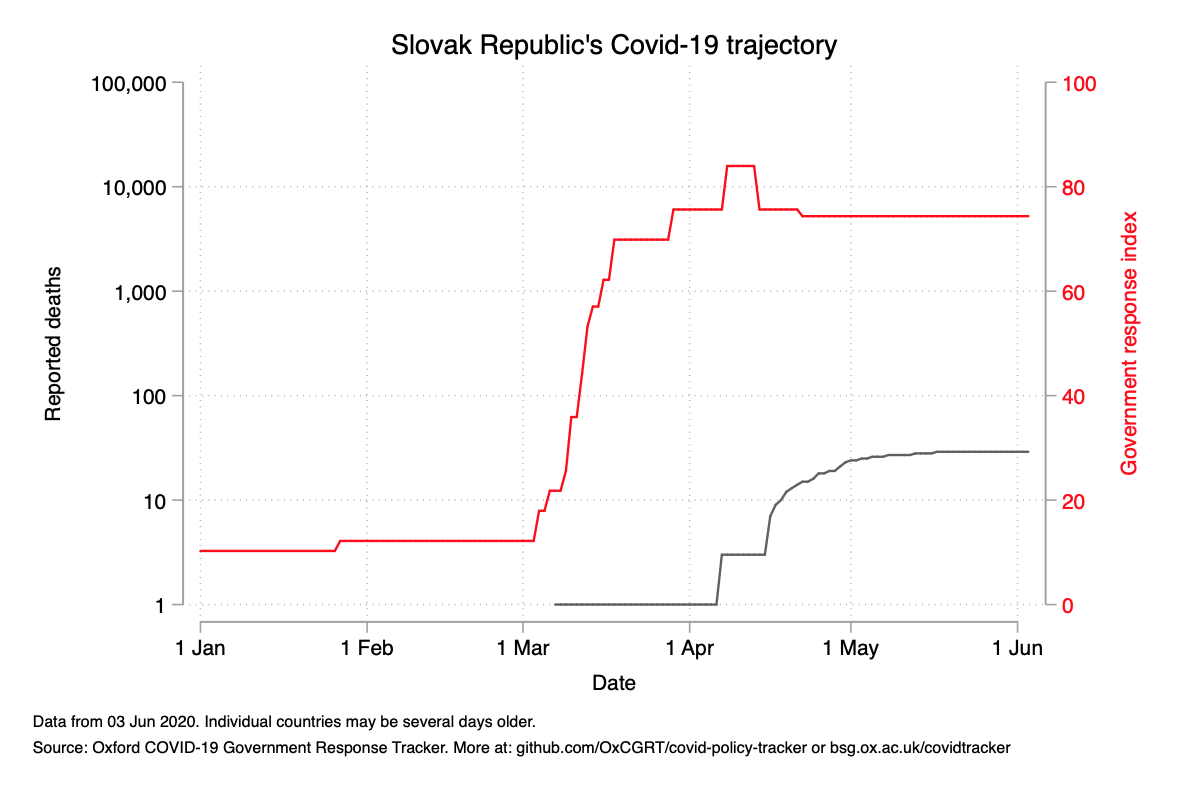 Slovak Republic's Covid-19 trajectory
100,000
10,000
1,000
100
10
1
Reported deaths
100
80
60
40
20
0
Government response index
1 Jan 1 Feb 1 Mar 1 Apr 1 May 1 Jun
Date
Data from 03 Jun 2020. Individual countries may be several days older.
Source: Oxford COVID-19 Government Response Tracker. More at: github.com/OxCGRT/covid-policy-tracker or bsg.ox.ac.uk/covidtracker